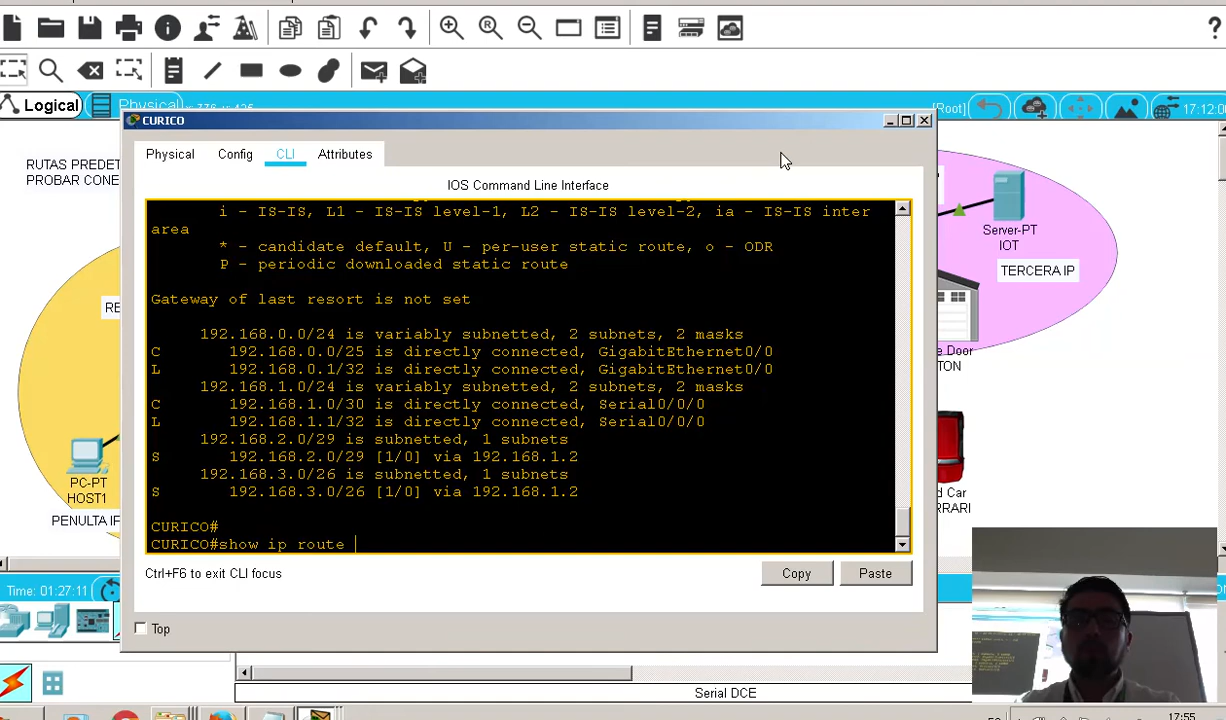 ?
Logical
Physical
x: 776, y: 425
[Root]
17:12:00
RUTAS PREDET
PROBAR CONE
CURICO
Physical
Config
CLI
Attributes
IOS Command Line Interface
i - IS-IS, L1 - IS-IS level-1, L2 - IS-IS level-2, ia - IS-IS inter
area
* - candidate default, U - per-user static route, o - ODR
P - periodic downloaded static route
Gateway of last resort is not set
192.168.0.0/24 is variably subnetted, 2 subnets, 2 masks
C 192.168.0.0/25 is directly connected, GigabitEthernet0/0
L 192.168.0.1/32 is directly connected, GigabitEthernet0/0
192.168.1.0/24 is variably subnetted, 2 subnets, 2 masks
C 192.168.1.0/30 is directly connected, Serial0/0/0
L 192.168.1.1/32 is directly connected, Serial0/0/0
192.168.2.0/29 is subnetted, 1 subnets
S 192.168.2.0/29 [1/0] via 192.168.1.2
192.168.3.0/26 is subnetted, 1 subnets
S 192.168.3.0/26 [1/0] via 192.168.1.2
CURICO#
CURICO#show ip route
Ctrl+F6 to exit CLI focus
Copy
Paste
Top
RE
PC-PT
HOST1
PENULTA IF
Server-PT
IOT
TERCERA IP
e Door
TON
d Car
RRARI
Time: 01:27:11
Serial DCE
17:55